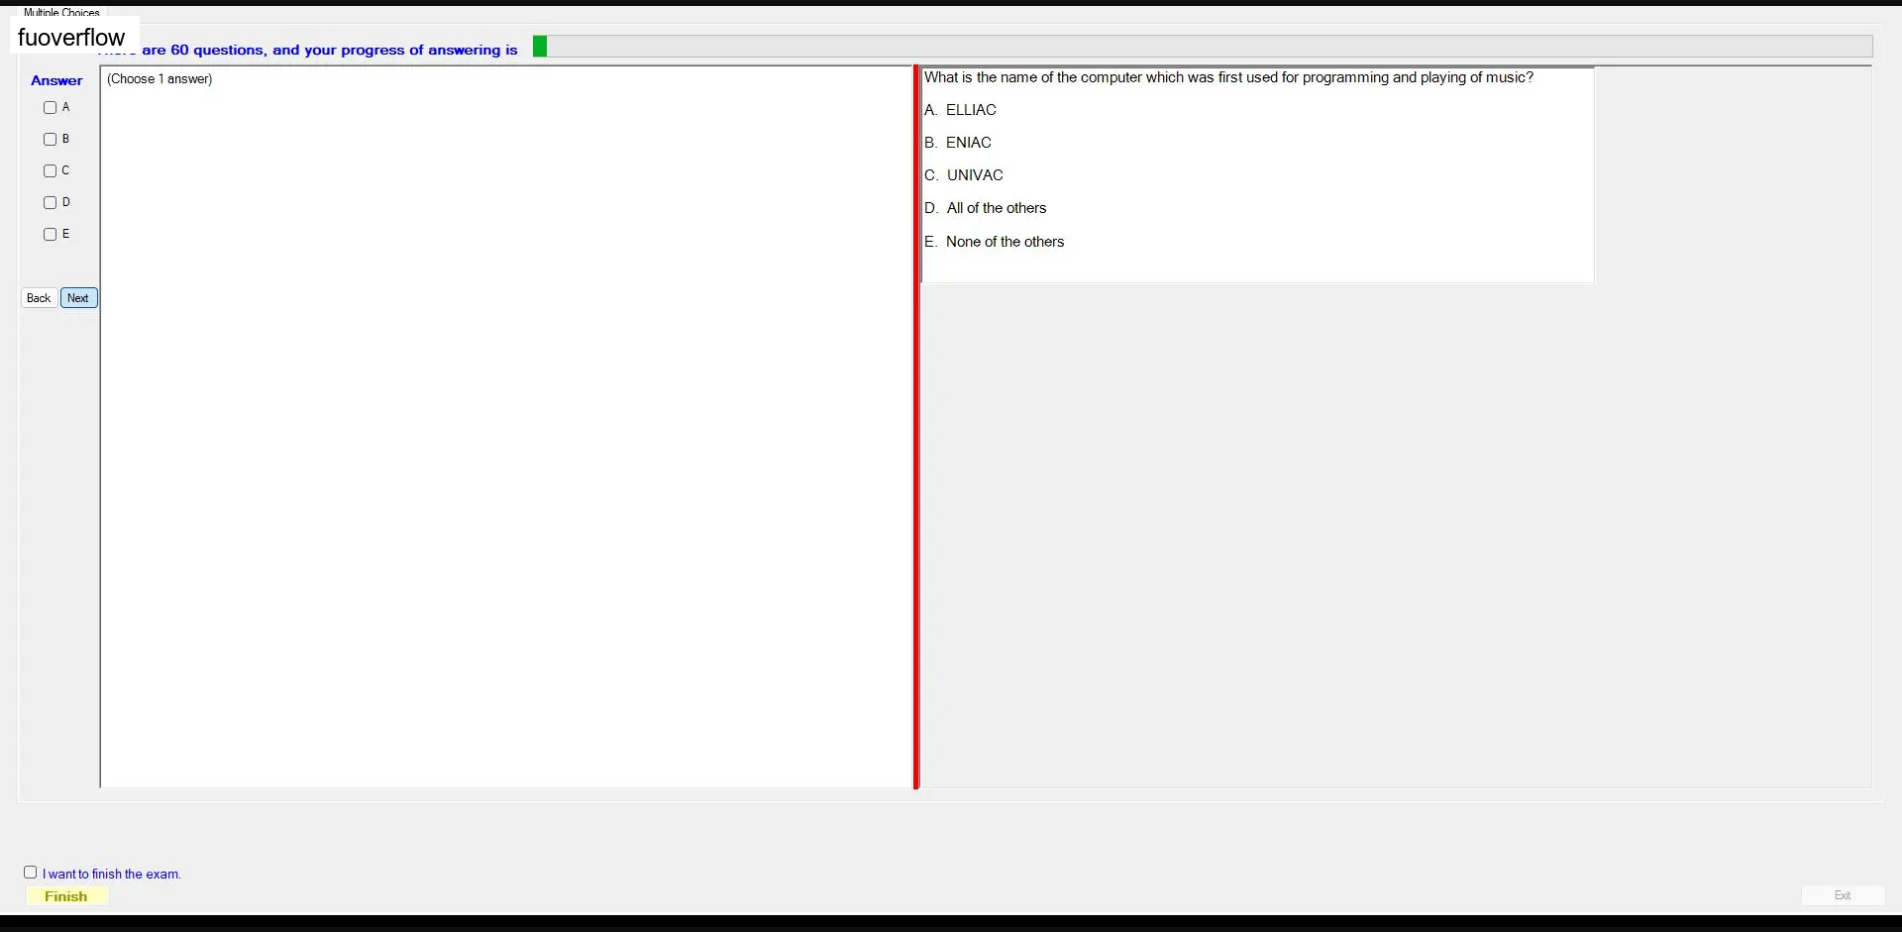 Multiple Choices
fuoverflow
are 60 questions, and your progress of answering is
Answer
(Choose 1 answer)
A
B
C
D
E
Back Next
What is the name of the computer which was first used for programming and playing of music?
A. ELLIAC
B. ENIAC
C. UNIVAC
D. All of the others
E. None of the others
I want to finish the exam.
Finish
Exit